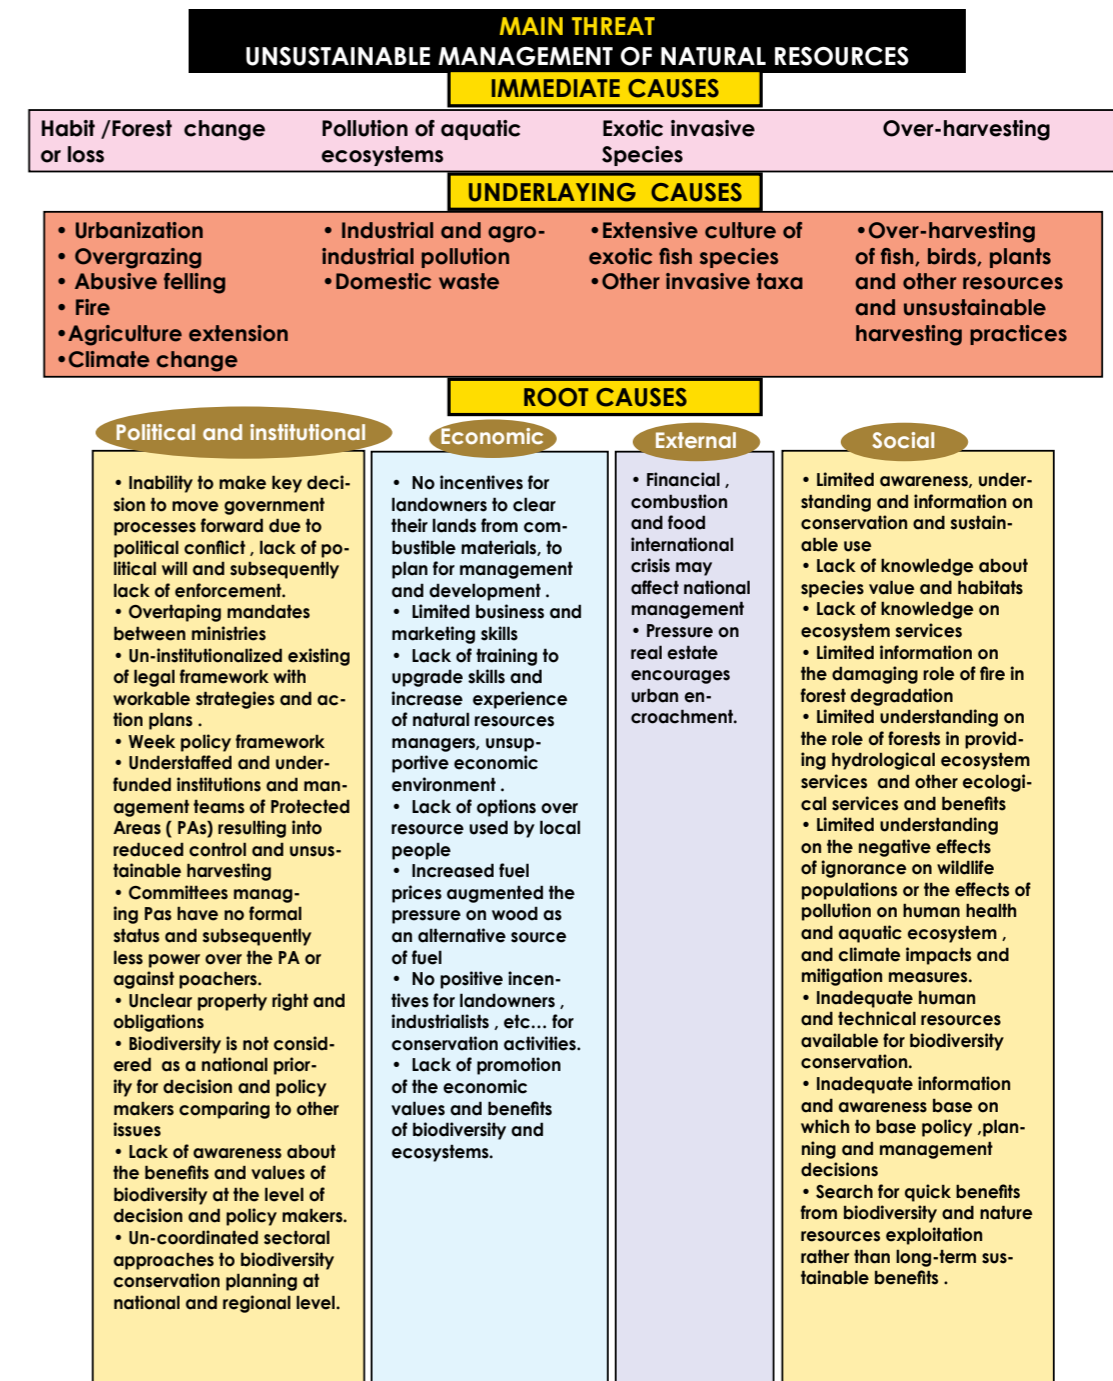 MAIN THREAT
UNSUSTAINABLE MANAGEMENT OF NATURAL RESOURCES
IMMEDIATE CAUSES
Habit /Forest change
or loss
Pollution of aquatic
ecosystems
Exotic invasive
Species
Over-harvesting
UNDERLAYING CAUSES
• Urbanization
• Overgrazing
• Abusive felling
• Fire
•Agriculture extension
•Climate change
• Industrial and agro-
industrial pollution
•Domestic waste
•Extensive culture of
exotic fish species
•Other invasive taxa
•Over-harvesting
of fish, birds, plants
and other resources
and unsustainable
harvesting practices
ROOT CAUSES
Political and institutional
• Inability to make key deci-
sion to move government
processes forward due to
political conflict , lack of po-
litical will and subsequently
lack of enforcement.
• Overtaping mandates
between ministries
• Un-institutionalized existing
of legal framework with
workable strategies and ac-
tion plans .
• Week policy framework
• Understaffed and under-
funded institutions and man-
agement teams of Protected
Areas ( PAs) resulting into
reduced control and unsus-
tainable harvesting
• Committees manag-
ing Pas have no formal
status and subsequently
less power over the PA or
against poachers.
• Unclear property right and
obligations
• Biodiversity is not consid-
ered as a national prior-
ity for decision and policy
makers comparing to other
issues
• Lack of awareness about
the benefits and values of
biodiversity at the level of
decision and policy makers.
• Un-coordinated sectoral
approaches to biodiversity
conservation planning at
national and regional level.
Economic
• No incentives for
landowners to clear
their lands from com-
bustible materials, to
plan for management
and development .
• Limited business and
marketing skills
• Lack of training to
upgrade skills and
increase experience
of natural resources
managers, unsup-
portive economic
environment .
• Lack of options over
resource used by local
people
• Increased fuel
prices augmented the
pressure on wood as
an alternative source
of fuel
• No positive incen-
tives for landowners ,
industrialists , etc... for
conservation activities.
• Lack of promotion
of the economic
values and benefits
of biodiversity and
ecosystems.
External
• Financial ,
combustion
and food
international
crisis may
affect national
management
• Pressure on
real estate
encourages
urban en-
croachment.
Social
• Limited awareness, under-
standing and information on
conservation and sustain-
able use
• Lack of knowledge about
species value and habitats
• Lack of knowledge on
ecosystem services
• Limited information on
the damaging role of fire in
forest degradation
• Limited understanding on
the role of forests in provid-
ing hydrological ecosystem
services and other ecologi-
cal services and benefits
• Limited understanding
on the negative effects
of ignorance on wildlife
populations or the effects of
pollution on human health
and aquatic ecosystem ,
and climate impacts and
mitigation measures.
• Inadequate human
and technical resources
available for biodiversity
conservation.
• Inadequate information
and awareness base on
which to base policy ,plan-
ning and management
decisions
• Search for quick benefits
from biodiversity and nature
resources exploitation
rather than long-term sus-
tainable benefits .